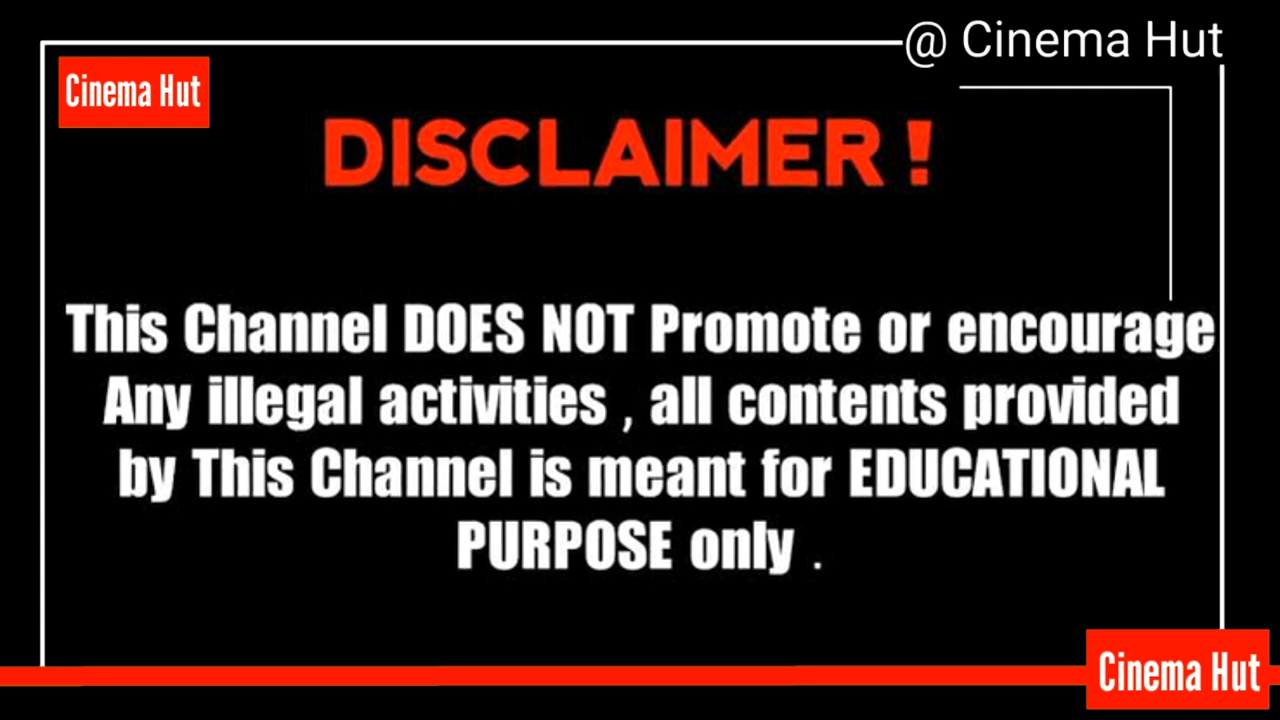 @ Cinema Hut
Cinema Hut
DISCLAIMER !
This Channel DOES NOT Promote or encourage
Any illegal activities , all contents provided
by This Channel is meant for EDUCATIONAL
PURPOSE only .
Cinema Hut